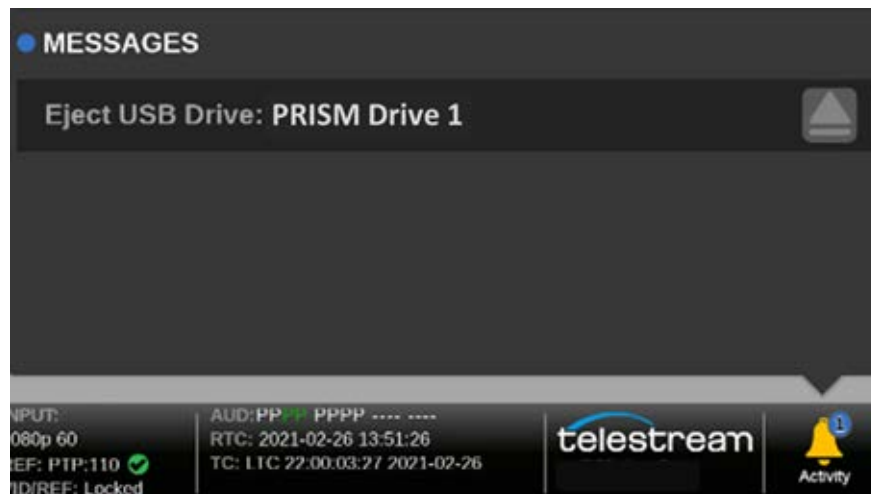 MESSAGES
Eject USB Drive: PRISM Drive 1
NPUT:
080p 60
EF: PTP:110
ID/REF: Locked
AUD:PPPP PPPP ---- ----
RTC: 2021-02-26 13:51:26
TC: LTC 22:00:03:27 2021-02-26
telestream
1
Activity